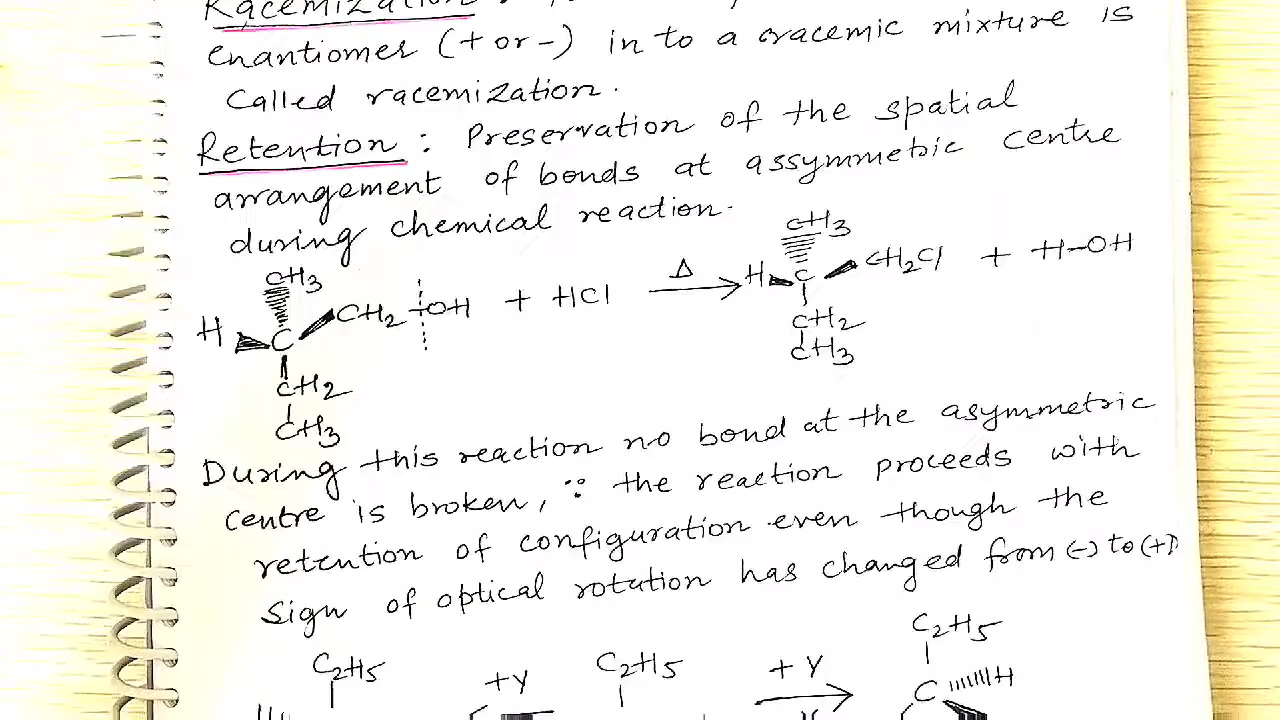 Racemization :
enantiomer (+ or -) in to a racemic mixture is
called racemization.
Retention : Preservation of the spatial
arrangement of bonds at assymmetric centre
during chemical reaction.
CH3
H C CH2-OH + HCl Δ
CH2
CH3
CH3
H C CH2Cl + H-OH
CH2
CH3
During this reaction no bond at the asymmetric
centre is broken, ∵ the reaction proceeds with
retention of configuration even though the
sign of optical rotation has changed from (-) to (+)
C2H5 +Y C2H5 +Y C2H5
C H